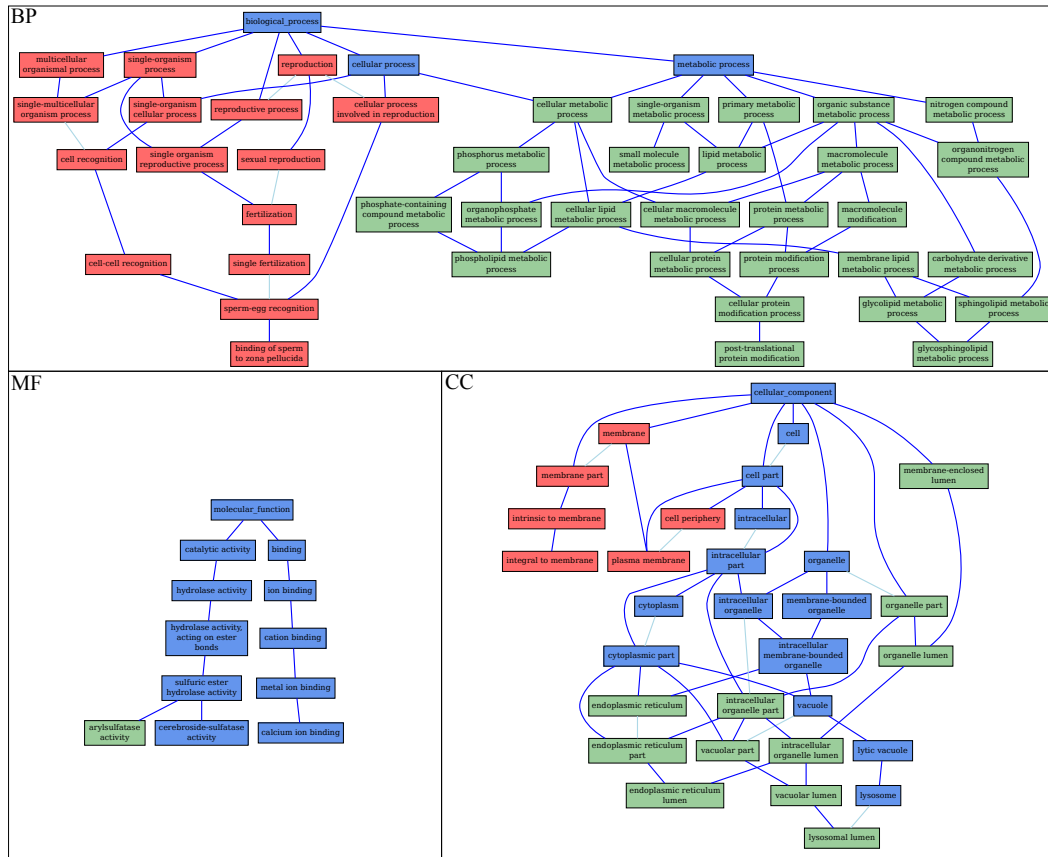 BP
biological_process
multicellular
organismal process
single-organism
process
reproduction
cellular process
metabolic process
single-multicellular
organism process
single-organism
cellular process
reproductive process
cellular process
involved in reproduction
cellular metabolic
process
single-organism
metabolic process
primary metabolic
process
organic substance
metabolic process
nitrogen compound
metabolic process
cell recognition
single organism
reproductive process
sexual reproduction
phosphorus metabolic
process
small molecule
metabolic process
lipid metabolic
process
macromolecule
metabolic process
organonitrogen
compound metabolic
process
fertilization
phosphate-containing
compound metabolic
process
organophosphate
metabolic process
cellular lipid
metabolic process
cellular macromolecule
metabolic process
protein metabolic
process
macromolecule
modification
cell-cell recognition
single fertilization
phospholipid metabolic
process
cellular protein
metabolic process
protein modification
process
membrane lipid
metabolic process
carbohydrate derivative
metabolic process
sperm-egg recognition
cellular protein
modification process
glycolipid metabolic
process
sphingolipid metabolic
process
binding of sperm
to zona pellucida
post-translational
protein modification
glycosphingolipid
metabolic process
MF
molecular_function
catalytic activity
binding
hydrolase activity
ion binding
hydrolase activity,
acting on ester
bonds
cation binding
sulfuric ester
hydrolase activity
metal ion binding
arylsulfatase
activity
cerebroside-sulfatase
activity
calcium ion binding
CC
cellular_component
membrane
cell
membrane part
cell part
membrane-enclosed
lumen
intrinsic to membrane
cell periphery
intracellular
integral to membrane
plasma membrane
intracellular
part
organelle
cytoplasm
intracellular
organelle
membrane-bounded
organelle
organelle part
cytoplasmic part
intracellular
membrane-bounded
organelle
organelle lumen
endoplasmic reticulum
intracellular
organelle part
vacuole
endoplasmic reticulum
part
vacuolar part
intracellular
organelle lumen
lytic vacuole
endoplasmic reticulum
lumen
vacuolar lumen
lysosome
lysosomal lumen